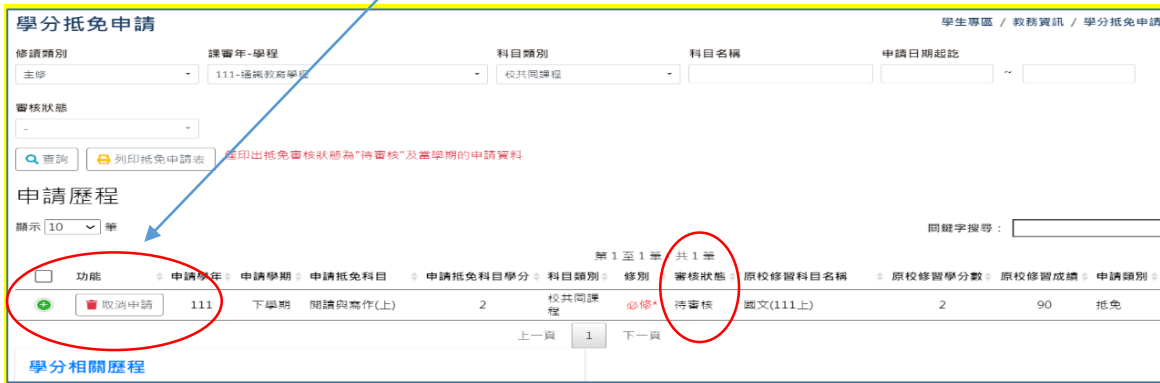 學分抵免申請 學生專區 / 教務資訊 / 學分抵免申請
修讀類別 課審年-學程 科目類別 科目名稱 申請日期起訖
主修 111-通識教育學程 校共同課程 ~
審核狀態
-
查詢 列印抵免申請表 僅印出抵免審核狀態為"待審核"及當學期的申請資料
申請歷程
顯示 10 筆 關鍵字搜尋：
第 1 至 1 筆 共 1 筆
功能 申請學年 申請學期 申請抵免科目 申請抵免科目學分 科目類別 修別 審核狀態 原校修習科目名稱 原校修習學分數 原校修習成績 申請類別
取消申請 111 下學期 閱讀與寫作(上) 2 校共同課程 必修* 待審核 國文(111上) 2 90 抵免
上一頁 1 下一頁
學分相關歷程